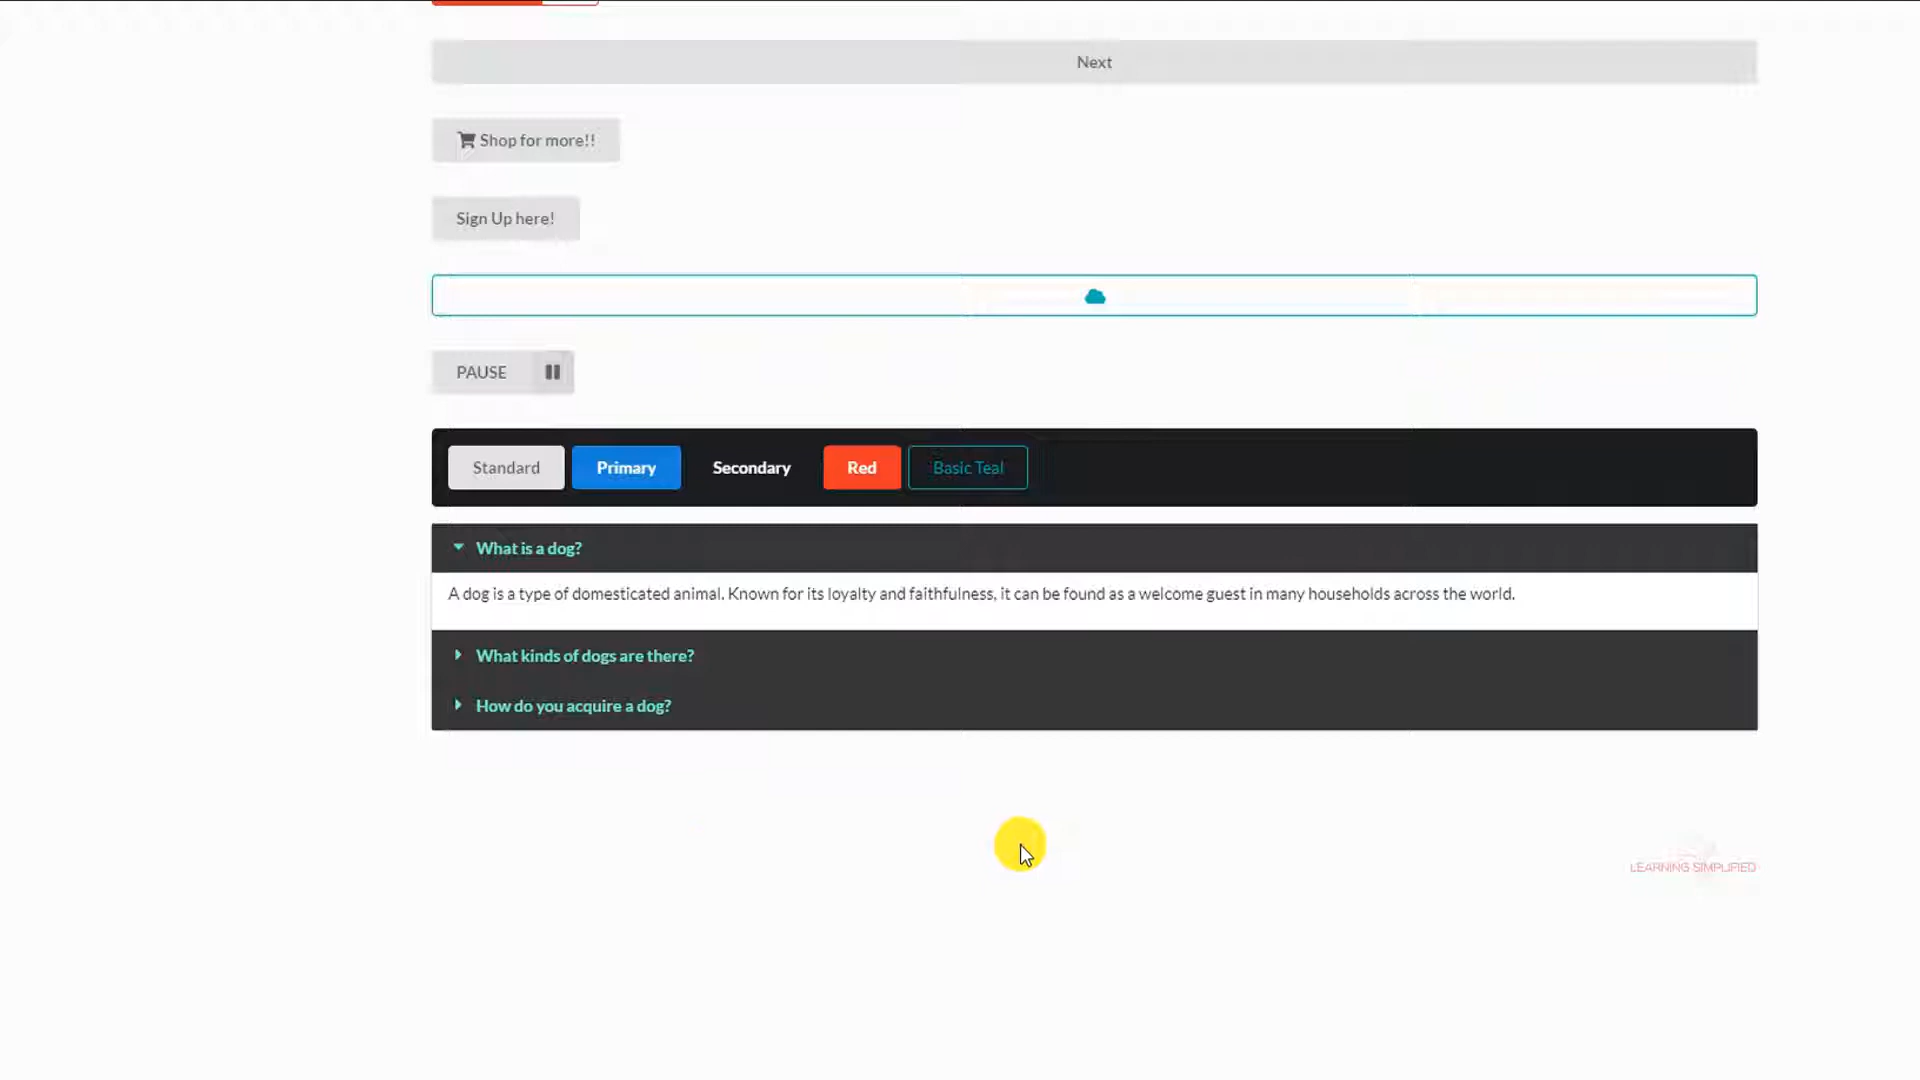 Next
Shop for more!!
Sign Up here!
PAUSE
Standard Primary Secondary Red Basic Teal
What is a dog?
A dog is a type of domesticated animal. Known for its loyalty and faithfulness, it can be found as a welcome guest in many households across the world.
What kinds of dogs are there?
How do you acquire a dog?
LEARNING SIMPLIFIED